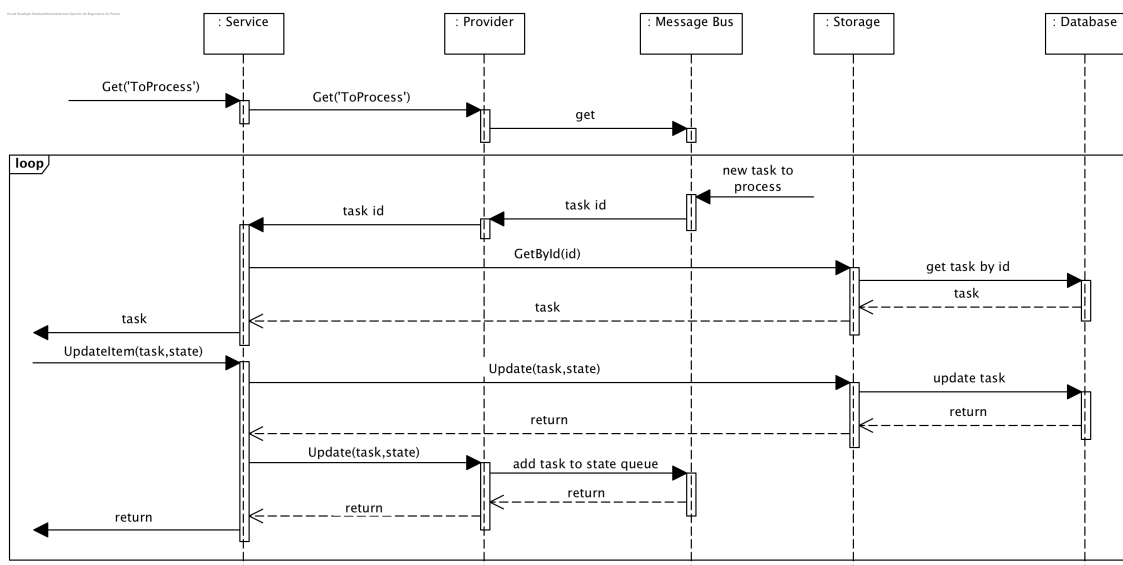 : Service
: Provider
: Message Bus
: Storage
: Database
Get('ToProcess')
Get('ToProcess')
get
loop
new task to
process
task id
task id
GetById(id)
get task by id
task
task
task
UpdateItem(task,state)
Update(task,state)
update task
return
return
Update(task,state)
add task to state queue
return
return
return